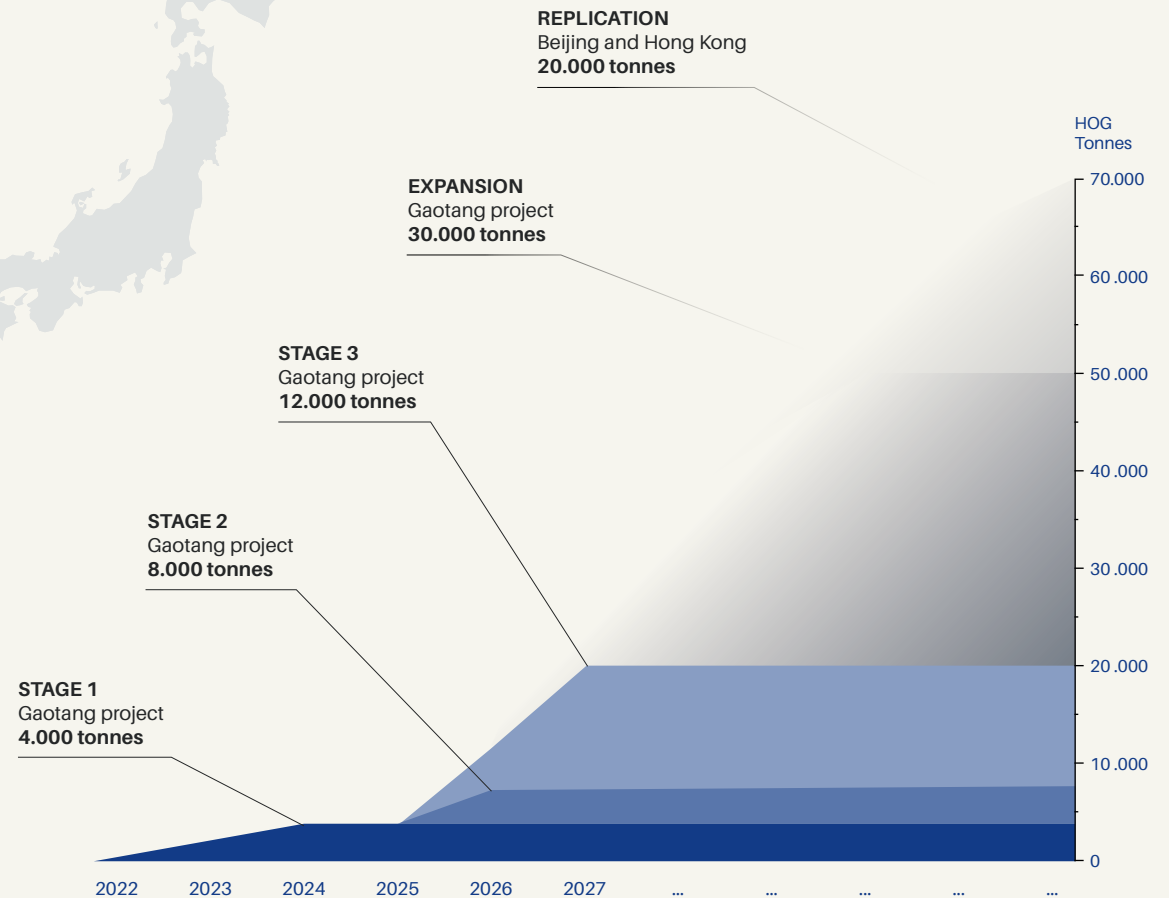 REPLICATION
Beijing and Hong Kong
20.000 tonnes
HOG
Tonnes
70.000
EXPANSION
Gaotang project
30.000 tonnes
60.000
STAGE 3
Gaotang project
12.000 tonnes
50.000
40.000
STAGE 2
Gaotang project
8.000 tonnes
30.000
20.000
STAGE 1
Gaotang project
4.000 tonnes
10.000
0
2022 2023 2024 2025 2026 2027 ... ... ... ... ...